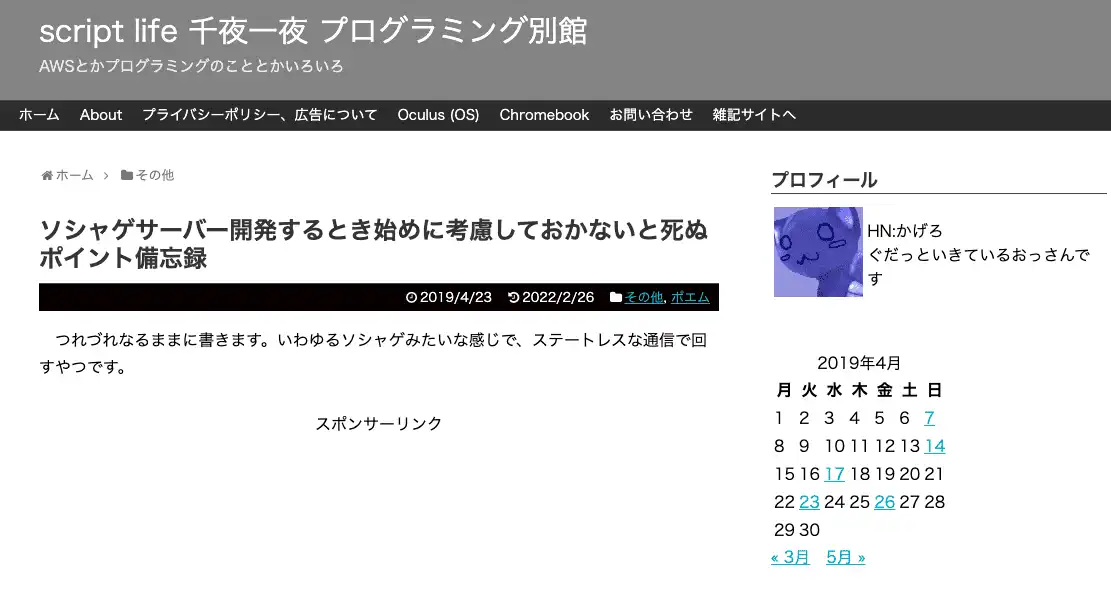 script life 千夜一夜 プログラミング別館
AWSとかプログラミングのこととかいろいろ
ホーム About プライバシーポリシー、広告について Oculus (OS) Chromebook お問い合わせ 雑記サイトへ
ホーム › その他
ソシャゲサーバー開発するとき始めに考慮しておかないと死ぬ
ポイント備忘録
2019/4/23 2022/2/26 その他, ポエム
つれづれなるままに書きます。いわゆるソシャゲみたいな感じで、ステートレスな通信で回
すやつです。
スポンサーリンク
プロフィール
HN:かげろ
ぐだっといきているおっさんで
す
2019年4月
月 火 水 木 金 土 日
1 2 3 4 5 6 7
8 9 10 11 12 13 14
15 16 17 18 19 20 21
22 23 24 25 26 27 28
29 30
« 3月 5月 »